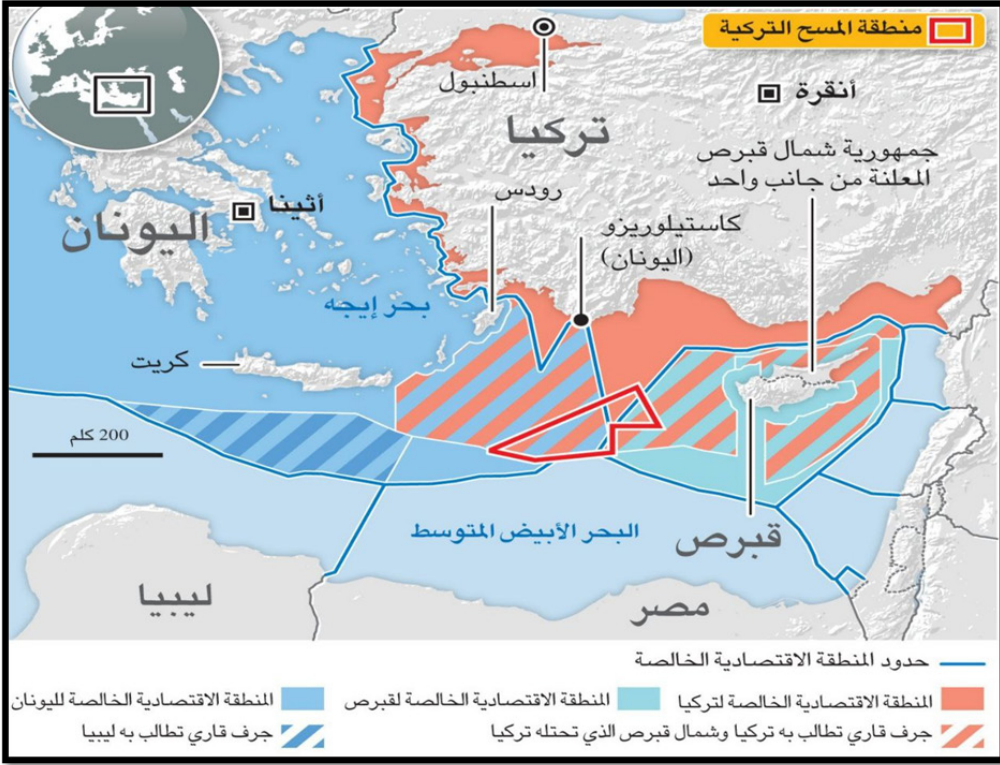 منطقة المسح التركية
اسطنبول
أنقرة
تركيا
جمهورية شمال قبرص
المعلنة من جانب واحد
رودس
أثينا
اليونان
كاستيلوريزو
(اليونان)
بحر إيجه
كريت
200 كلم
البحر الأبيض المتوسط
قبرص
ليبيا
مصر
حدود المنطقة الاقتصادية الخالصة
المنطقة الاقتصادية الخالصة لتركيا
المنطقة الاقتصادية الخالصة لقبرص
المنطقة الاقتصادية الخالصة لليونان
جرف قاري تطالب به تركيا وشمال قبرص الذي تحتله تركيا
جرف قاري تطالب به ليبيا